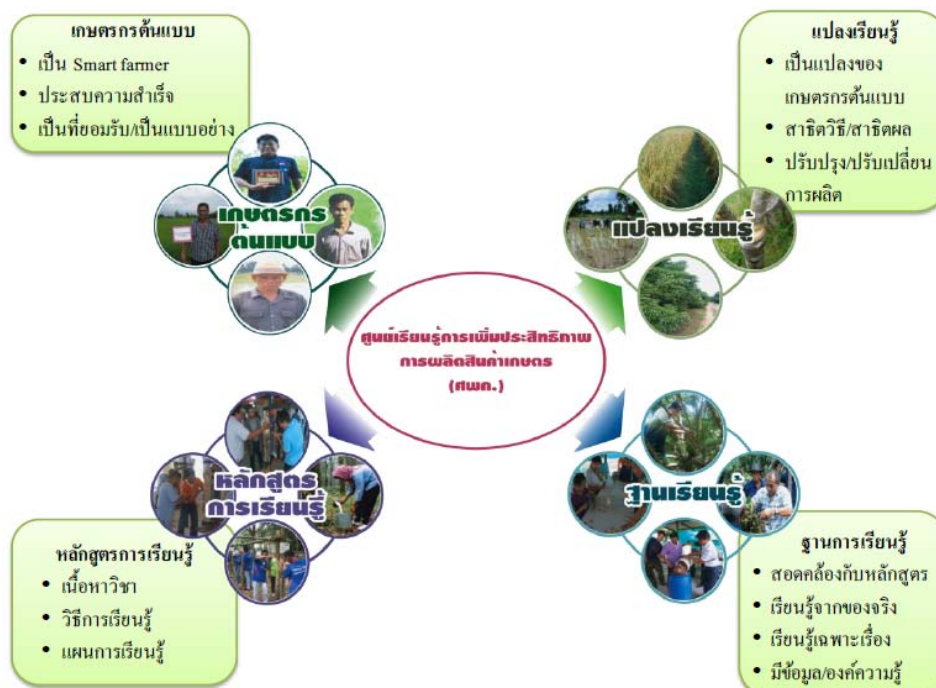 เกษตรกรต้นแบบ
• เป็น Smart farmer
• ประสบความสำเร็จ
• เป็นที่ยอมรับ/เป็นแบบอย่าง
แปลงเรียนรู้
• เป็นแปลงของ
เกษตรกรต้นแบบ
• สาธิตวิธี/สาธิตผล
• ปรับปรุง/ปรับเปลี่ยน
การผลิต
เกษตรกร
ต้นแบบ
แปลงเรียนรู้
ศูนย์เรียนรู้การเพิ่มประสิทธิภาพ
การผลิตสินค้าเกษตร
(ศพก.)
หลักสูตร
การเรียนรู้
ฐานเรียนรู้
หลักสูตรการเรียนรู้
• เนื้อหาวิชา
• วิธีการเรียนรู้
• แผนการเรียนรู้
ฐานการเรียนรู้
• สอดคล้องกับหลักสูตร
• เรียนรู้จากของจริง
• เรียนรู้เฉพาะเรื่อง
• มีข้อมูล/องค์ความรู้